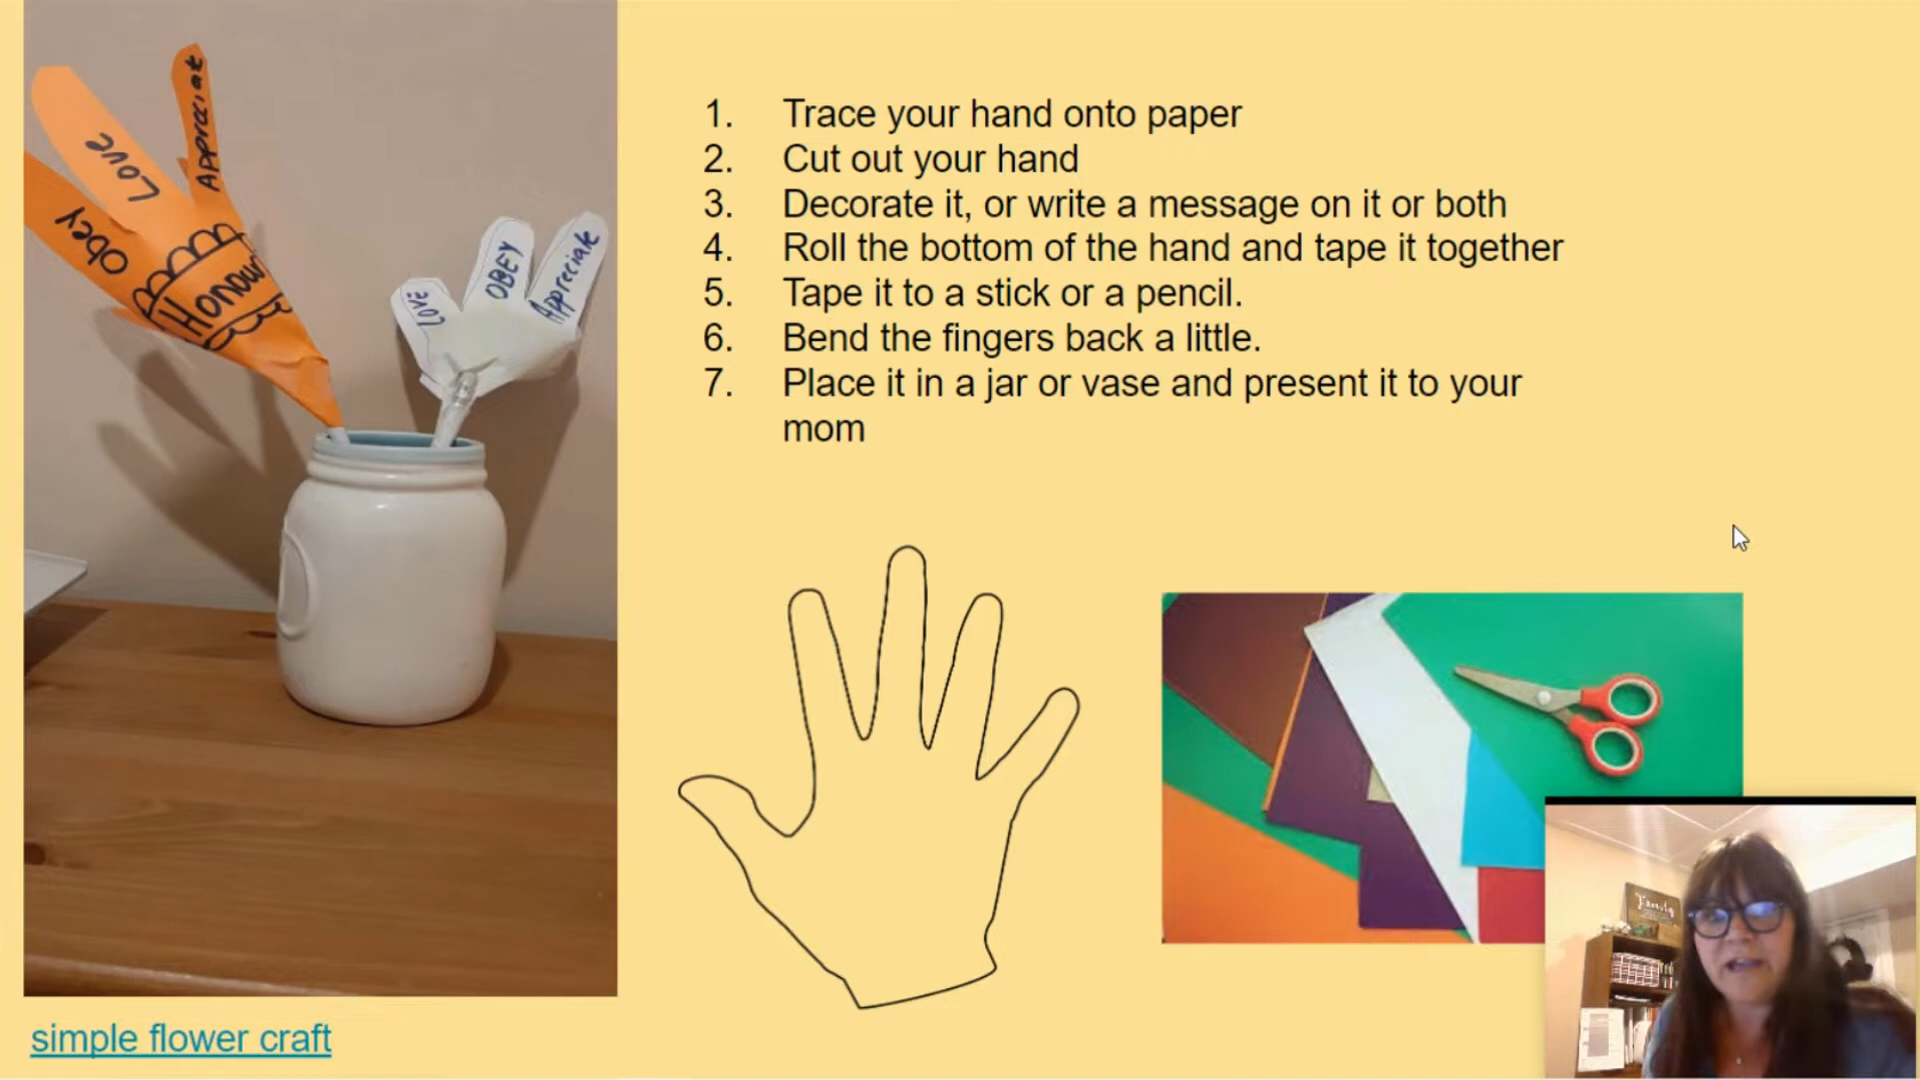 Appreciat
Love
Obey
Honour
Love
OBEY
Appreciate
1. Trace your hand onto paper
2. Cut out your hand
3. Decorate it, or write a message on it or both
4. Roll the bottom of the hand and tape it together
5. Tape it to a stick or a pencil.
6. Bend the fingers back a little.
7. Place it in a jar or vase and present it to your
mom
simple flower craft
Family